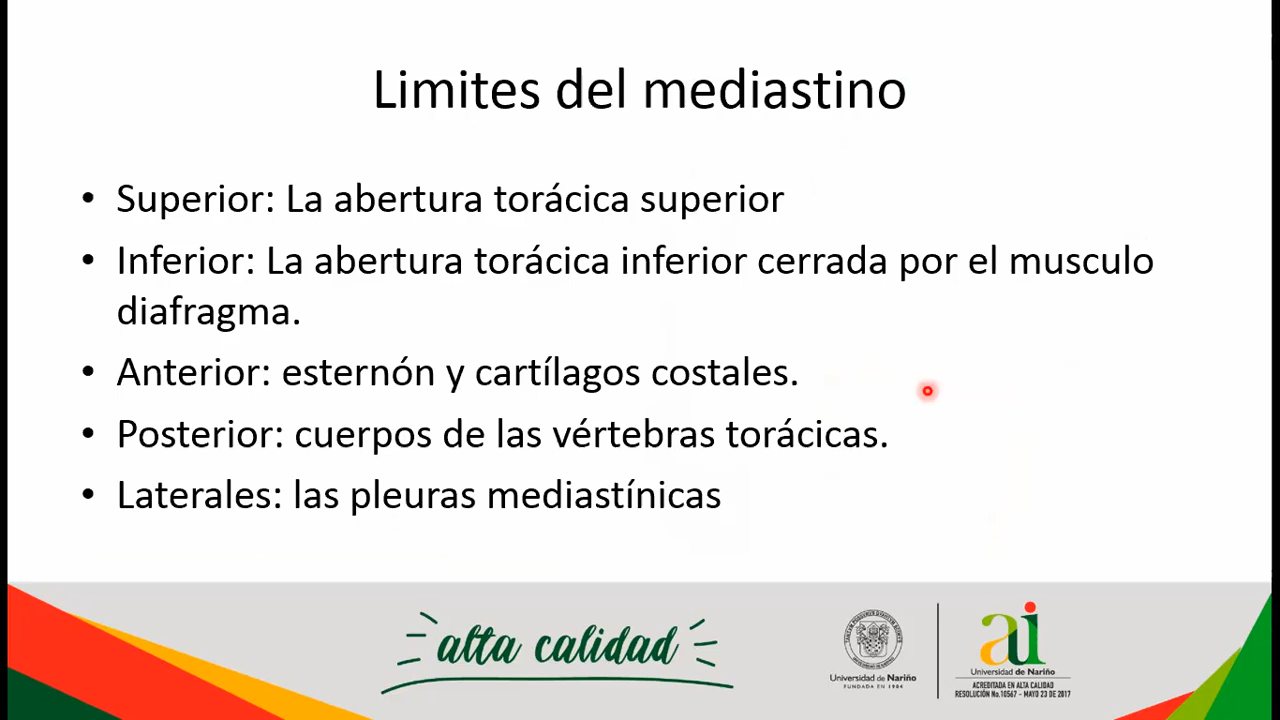 Limites del mediastino
• Superior: La abertura torácica superior
• Inferior: La abertura torácica inferior cerrada por el musculo
diafragma.
• Anterior: esternón y cartílagos costales.
• Posterior: cuerpos de las vértebras torácicas.
• Laterales: las pleuras mediastínicas
alta calidad
Universidad de Nariño
FUNDADA EN 1904
ai
Universidad de Nariño
ACREDITADA EN ALTA CALIDAD
RESOLUCIÓN No.10567 - MAYO 23 DE 2017